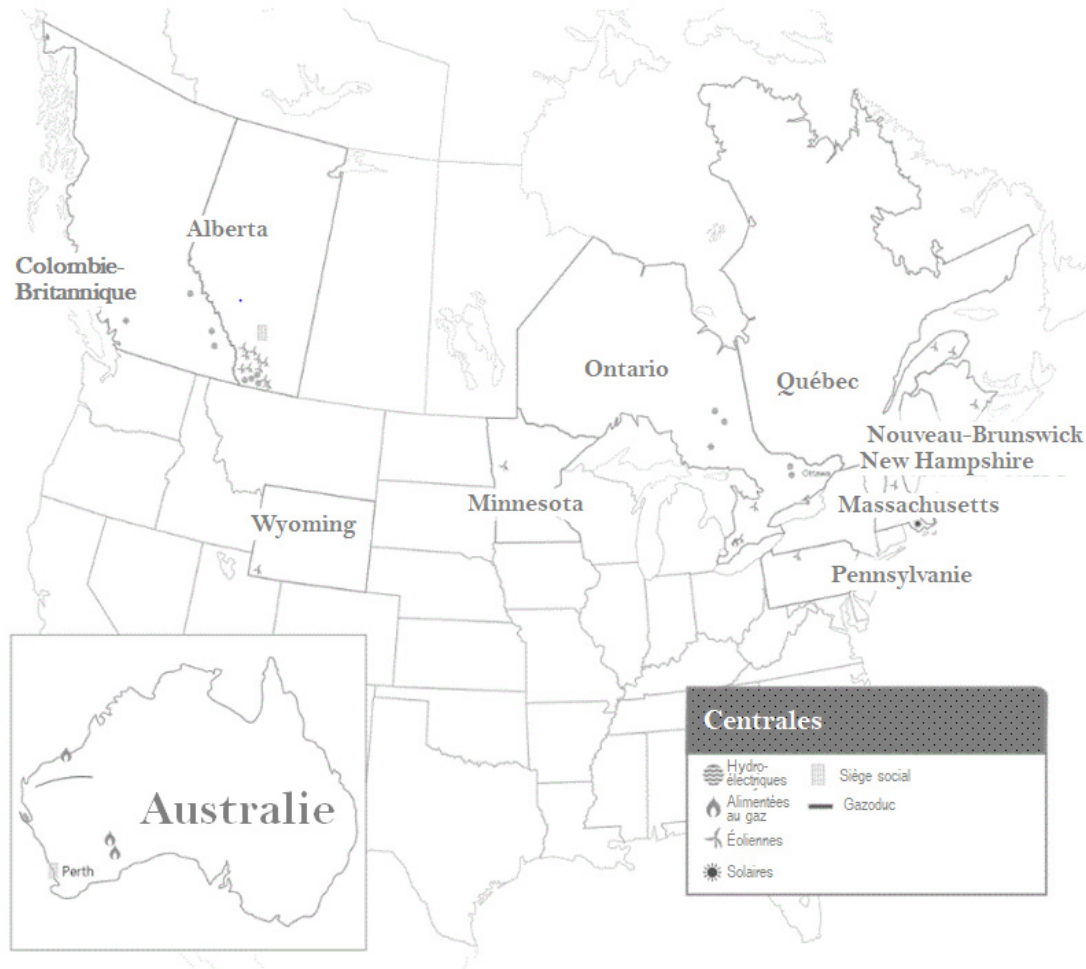 Alberta
Colombie-
Britannique
Ontario
Québec
Nouveau-Brunswick
New Hampshire
Ottawa
Minnesota
Massachusetts
Wyoming
Pennsylvanie
Australie
Perth
Centrales
Hydro-
électriques
Siège social
Alimentées
au gaz
Gazoduc
Éoliennes
Solaires